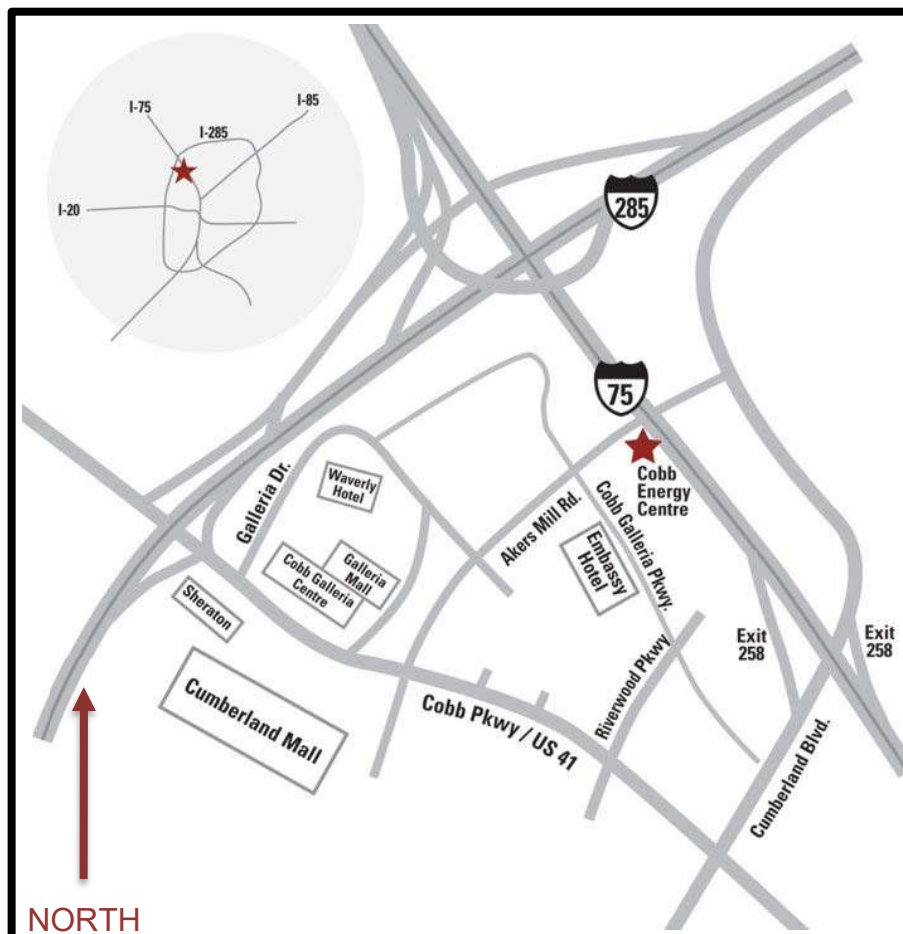 I-75
I-85
I-285
I-20
285
75
Cobb
Energy
Centre
Waverly
Hotel
Galleria Dr.
Galleria
Mall
Cobb Galleria
Centre
Akers Mill Rd.
Cobb Galleria Pkwy.
Embassy
Hotel
Sheraton
Cumberland Mall
Cobb Pkwy / US 41
Riverwood Pkwy
Exit
258
Exit
258
Cumberland Blvd.
NORTH